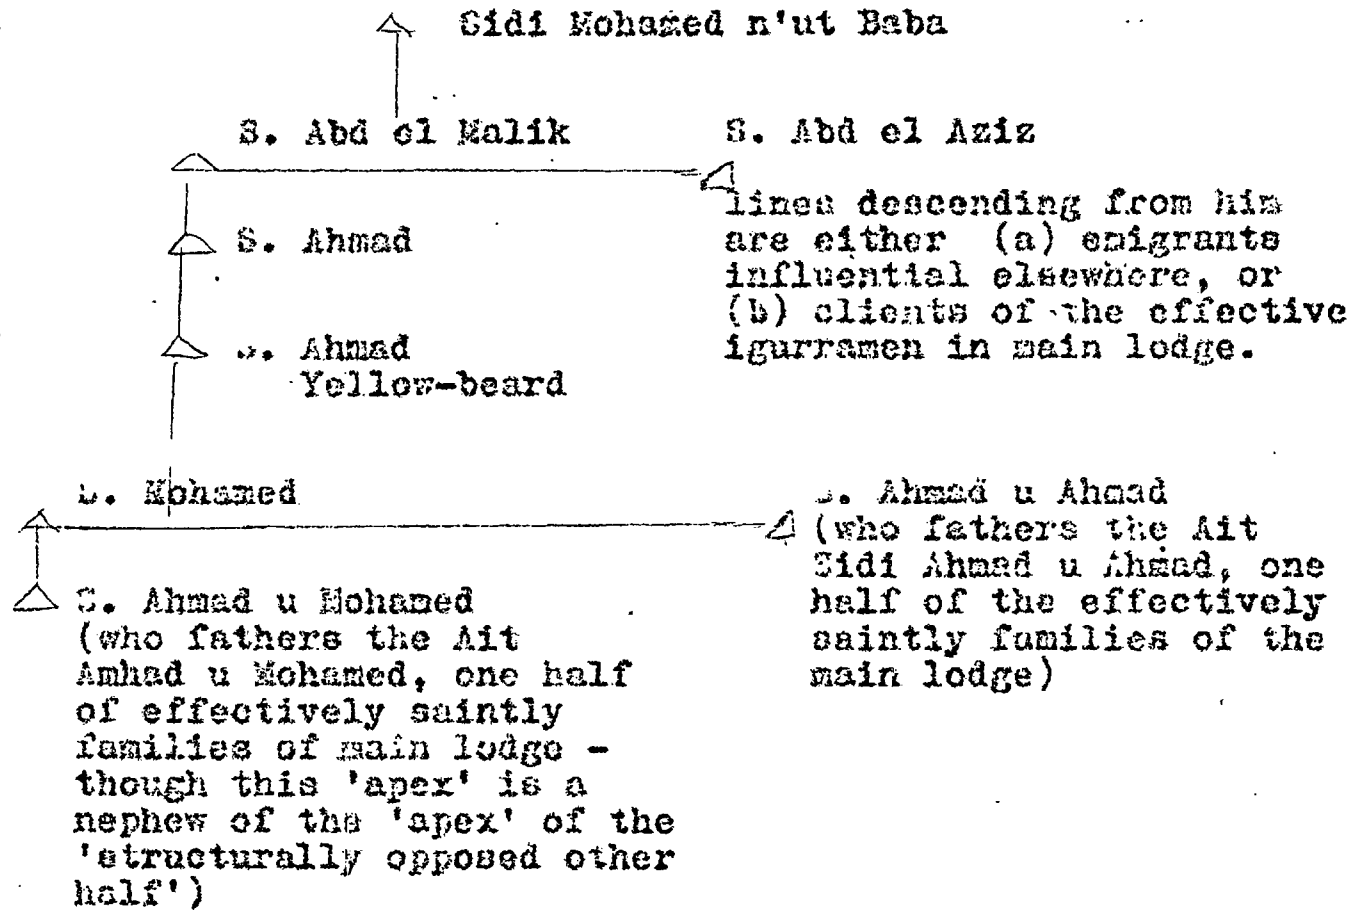 Sidi Mohamed n'ut Baba
S. Abd el Malik
S. Abd el Aziz
lines descending from him
are either (a) emigrants
influential elsewhere, or
(b) clients of the effective
igurramen in main lodge.
S. Ahmad
S. Ahmad
Yellow-beard
S. Mohamed
S. Ahmad u Mohamed
(who fathers the Ait
Amhad u Mohamed, one half
of effectively saintly
families of main lodge -
though this 'apex' is a
nephew of the 'apex' of the
'structurally opposed other
half')
S. Ahmad u Ahmad
(who fathers the Ait
Sidi Ahmad u Ahmad, one
half of the effectively
saintly families of the
main lodge)